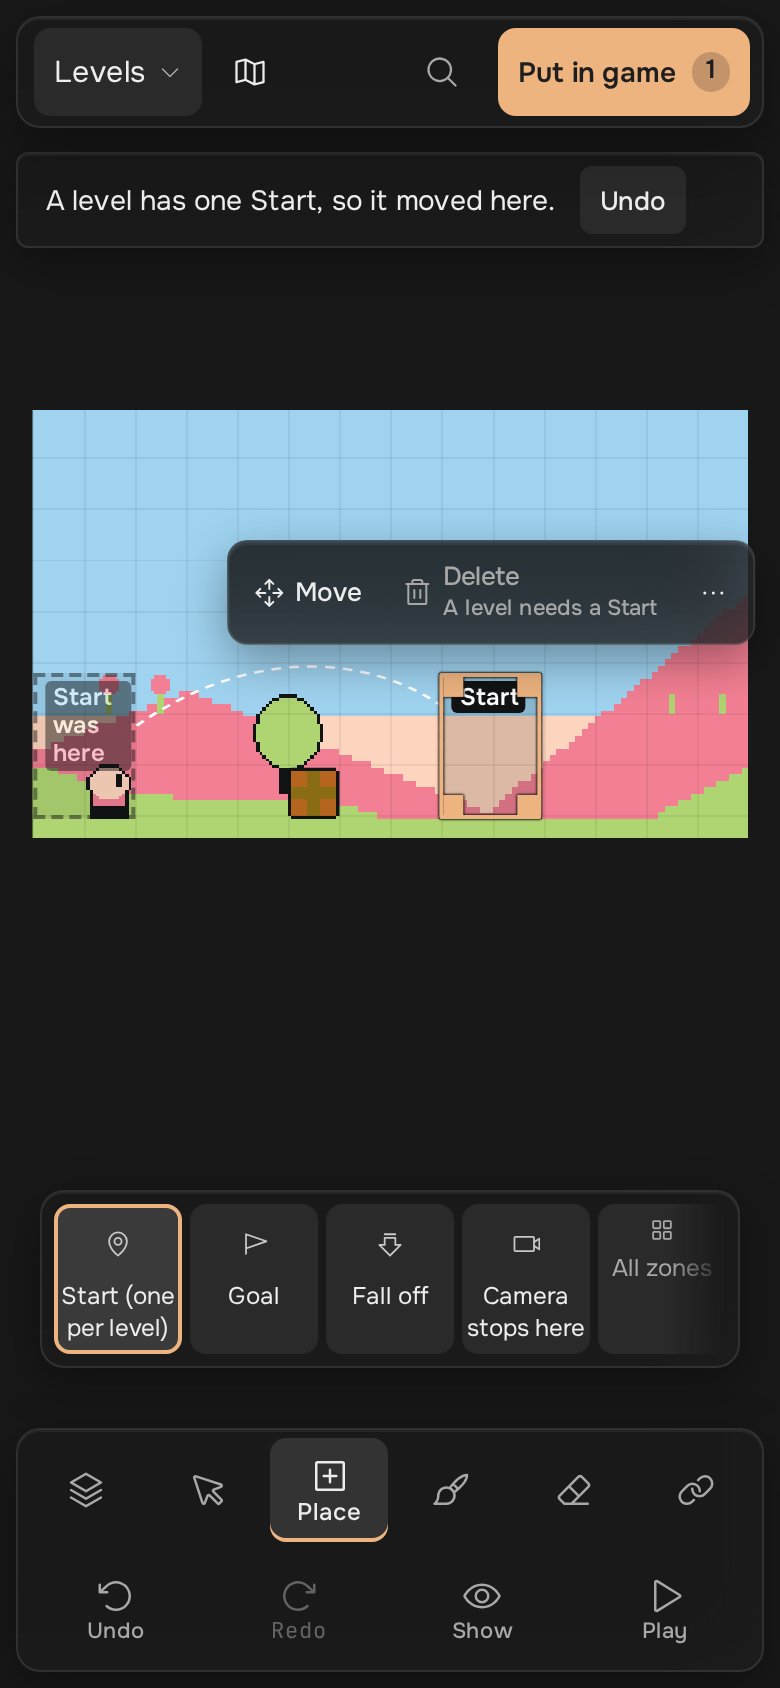 Levels
Put in game 1
A level has one Start, so it moved here. Undo
Move
Delete
A level needs a Start
Start
was
here
Start
Start (one
per level)
Goal
Fall off
Camera
stops here
All zones
Place
Undo
Redo
Show
Play